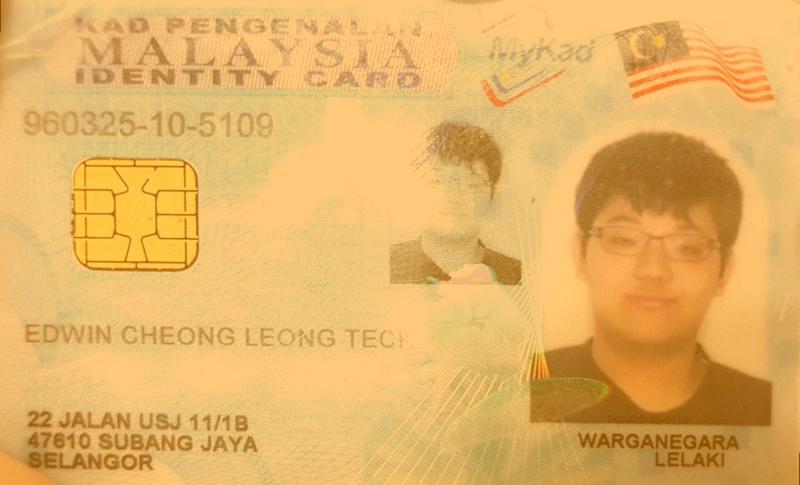 KAD PENGENALAN
MALAYSIA
IDENTITY CARD
MyKad
960325-10-5109
EDWIN CHEONG LEONG TECK
22 JALAN USJ 11/1B
47610 SUBANG JAYA
SELANGOR
WARGANEGARA
LELAKI